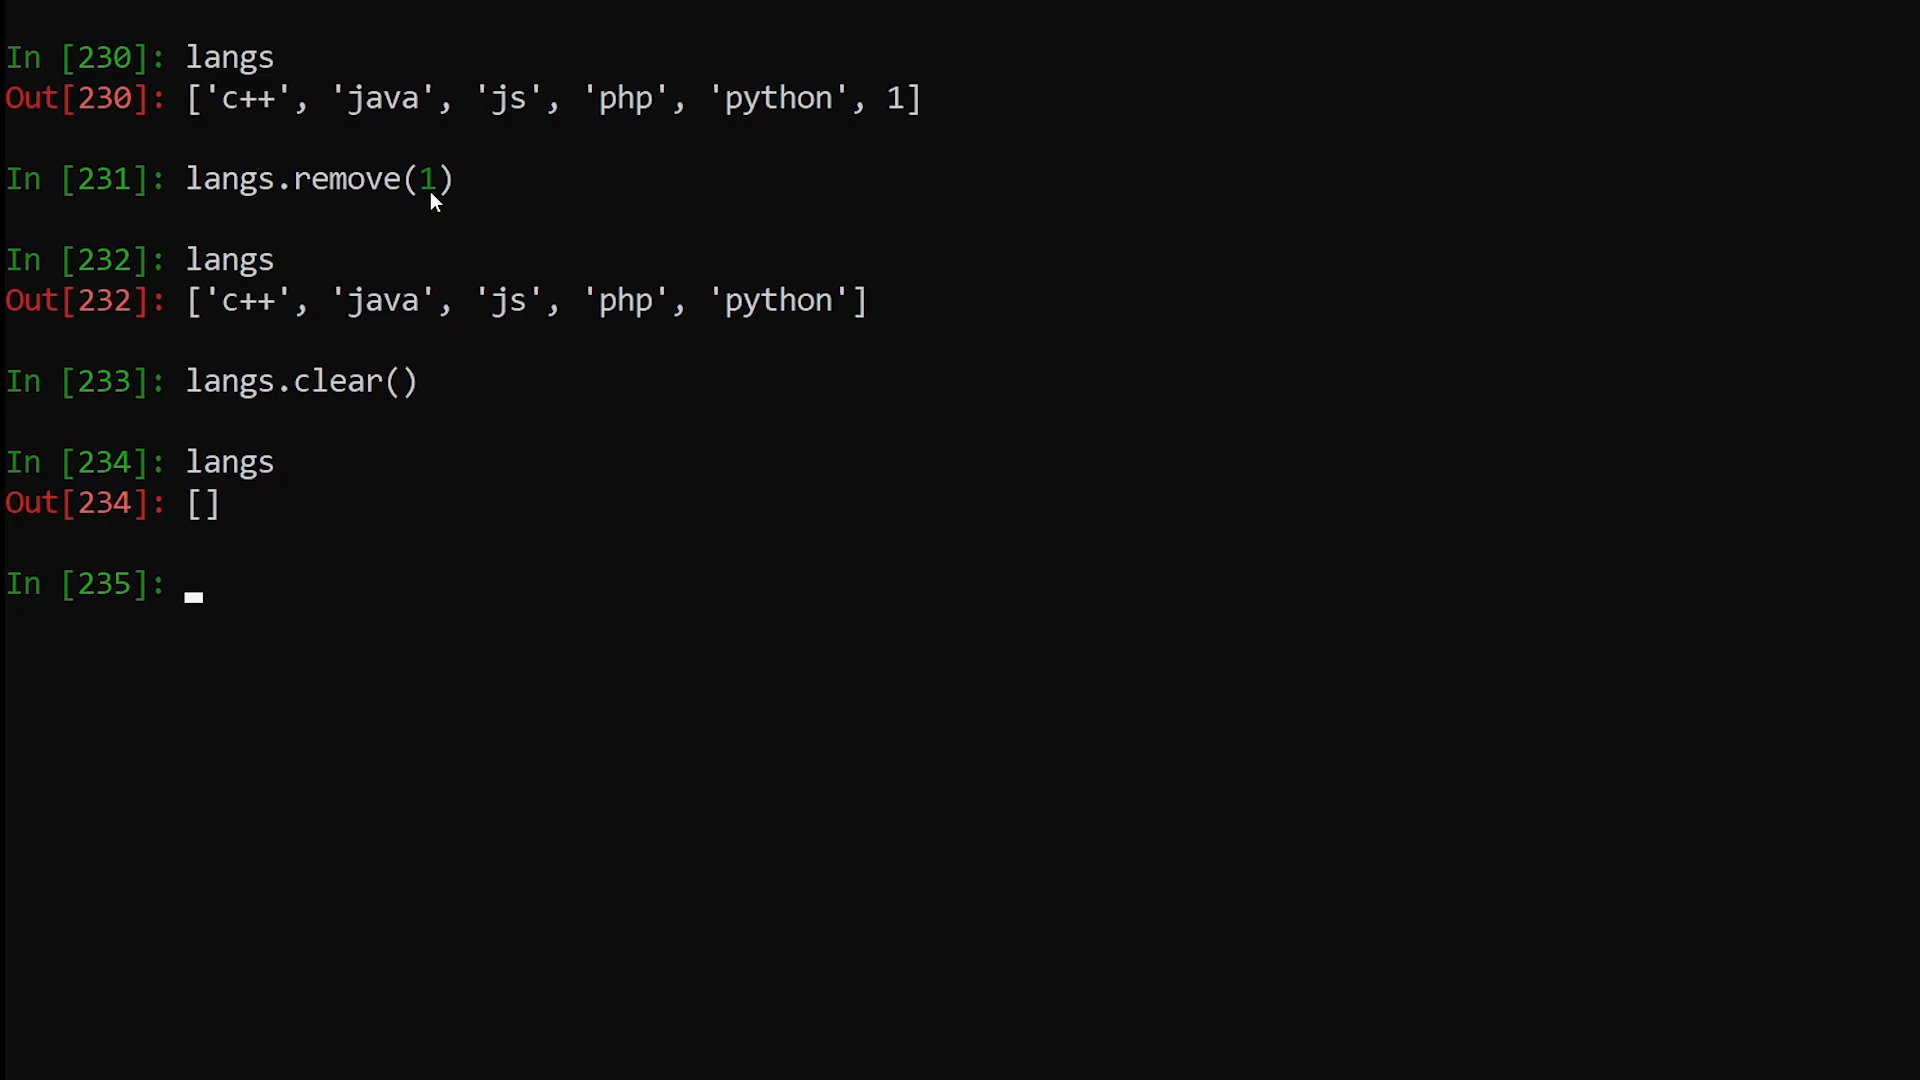 In [230]: langs
Out[230]: ['c++', 'java', 'js', 'php', 'python', 1]
In [231]: langs.remove(1)
In [232]: langs
Out[232]: ['c++', 'java', 'js', 'php', 'python']
In [233]: langs.clear()
In [234]: langs
Out[234]: []
In [235]: